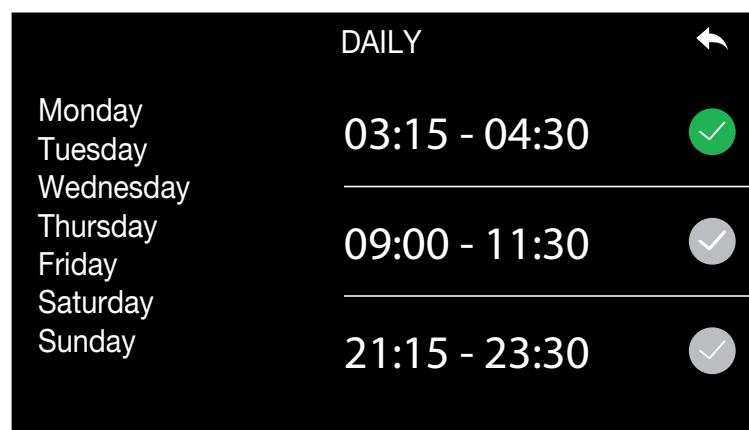 DAILY
Monday
Tuesday
Wednesday
Thursday
Friday
Saturday
Sunday
03:15 - 04:30
09:00 - 11:30
21:15 - 23:30